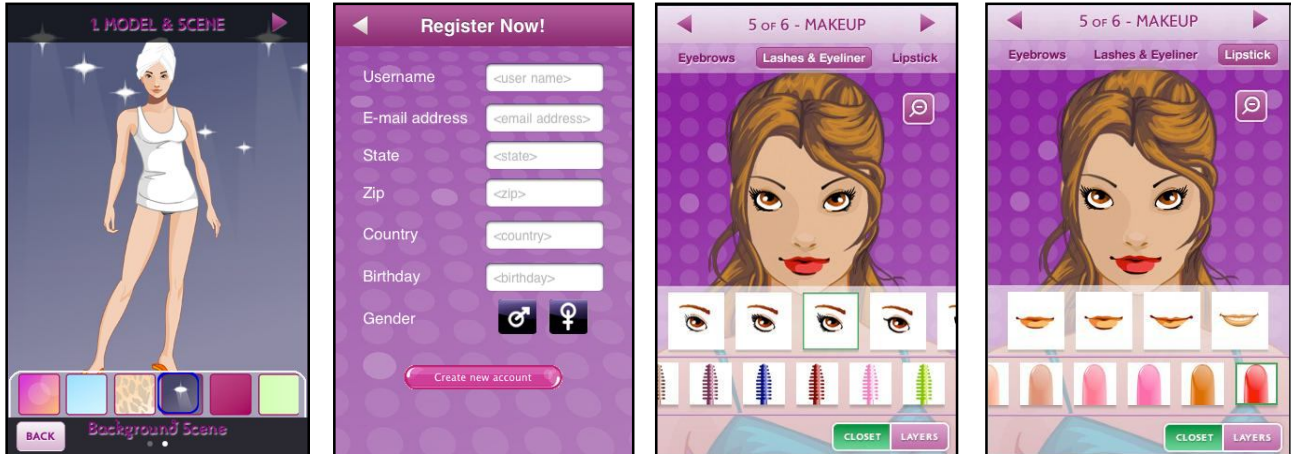 1. MODEL & SCENE
BACK
Background Scene
Register Now!
Username
<user name>
E-mail address
<email address>
State
<state>
Zip
<zip>
Country
<country>
Birthday
<birthday>
Gender
Create new account
5 OF 6 - MAKEUP
Eyebrows Lashes & Eyeliner Lipstick
CLOSET LAYERS
5 OF 6 - MAKEUP
Eyebrows Lashes & Eyeliner Lipstick
CLOSET LAYERS